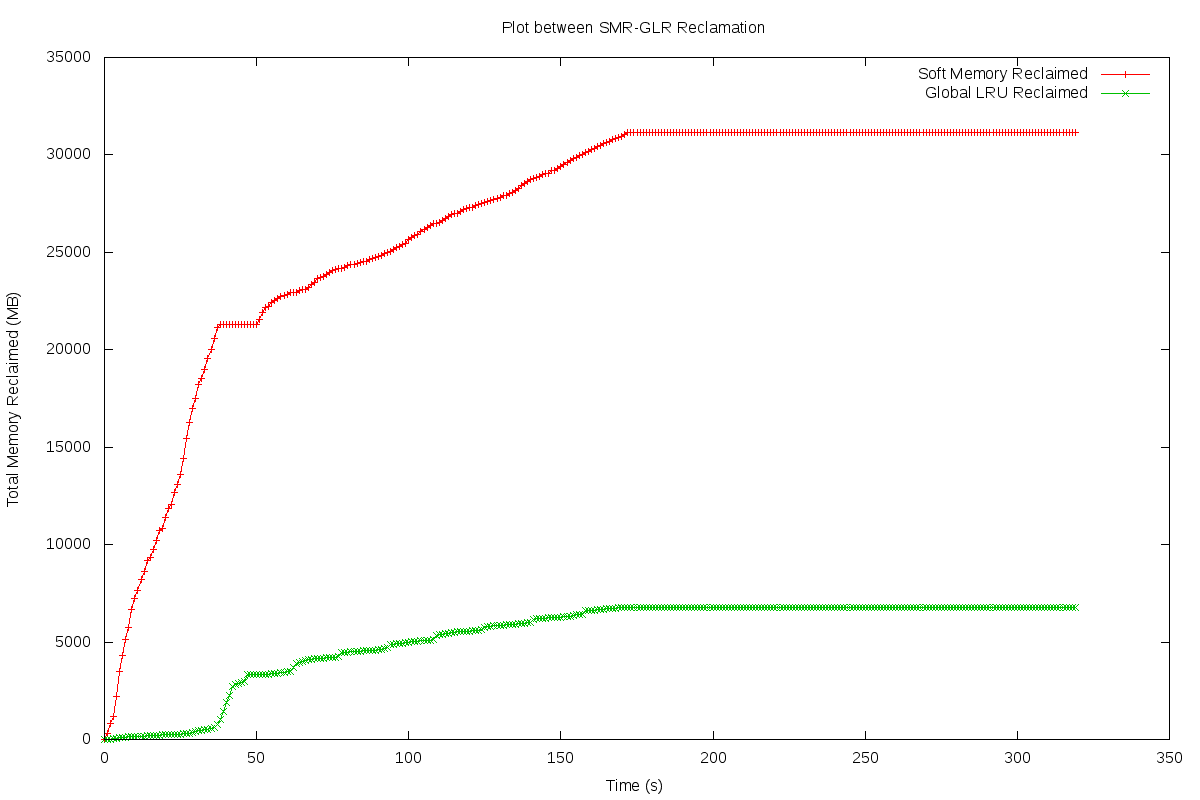 Plot between SMR-GLR Reclamation
Soft Memory Reclaimed
Global LRU Reclaimed
Total Memory Reclaimed (MB)
35000
30000
25000
20000
15000
10000
5000
0
0 50 100 150 200 250 300 350
Time (s)